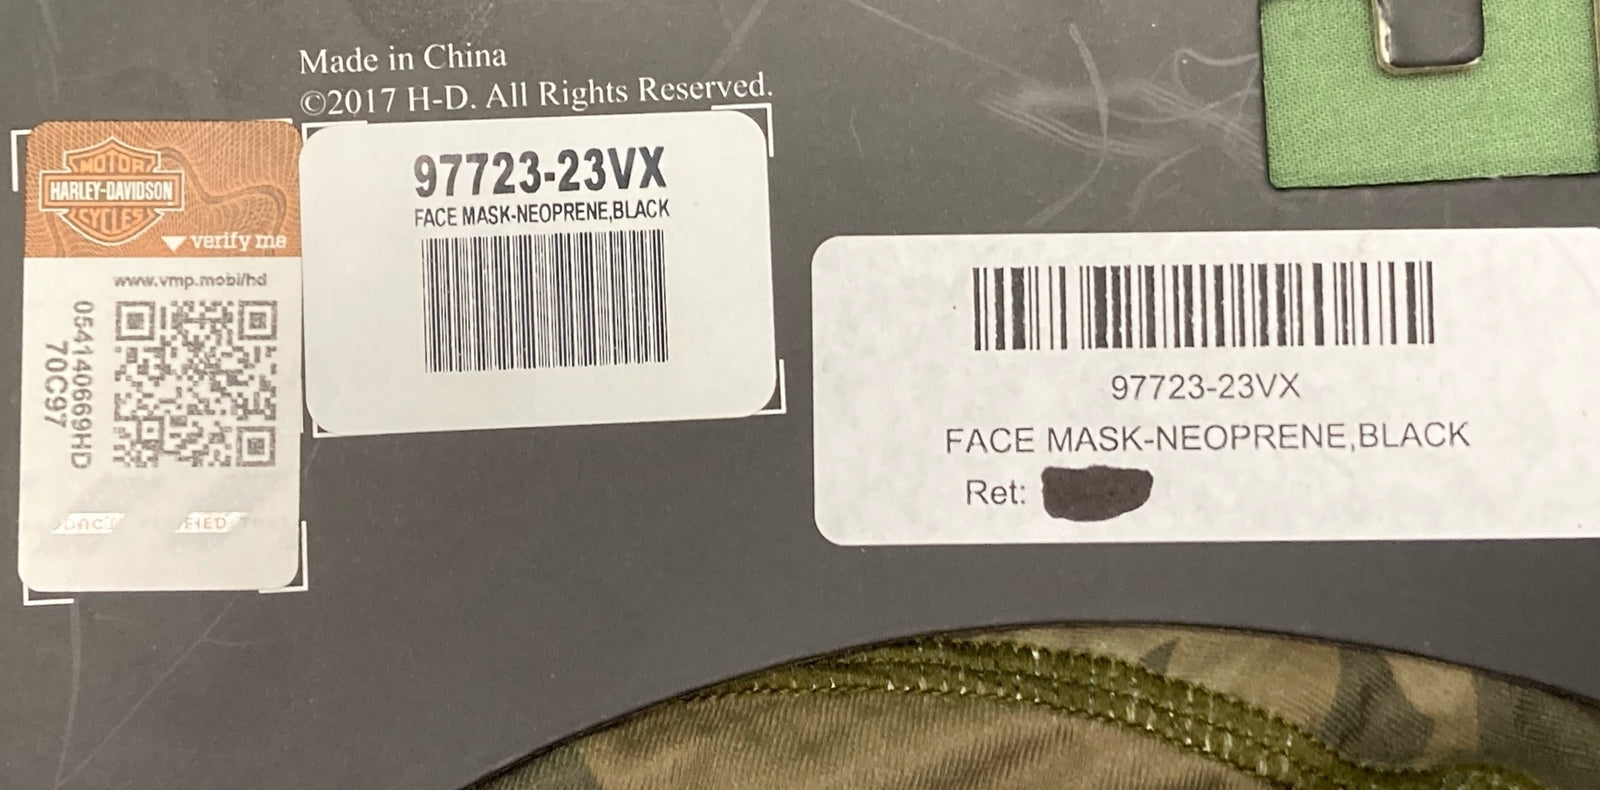 Made in China
©2017 H-D. All Rights Reserved.
MOTOR
HARLEY-DAVIDSON
CYCLES
verify me
www.vmp.mobi/hd
0541440669HD
70C97
97723-23VX
FACE MASK-NEOPRENE,BLACK
97723-23VX
FACE MASK-NEOPRENE,BLACK
Ret: